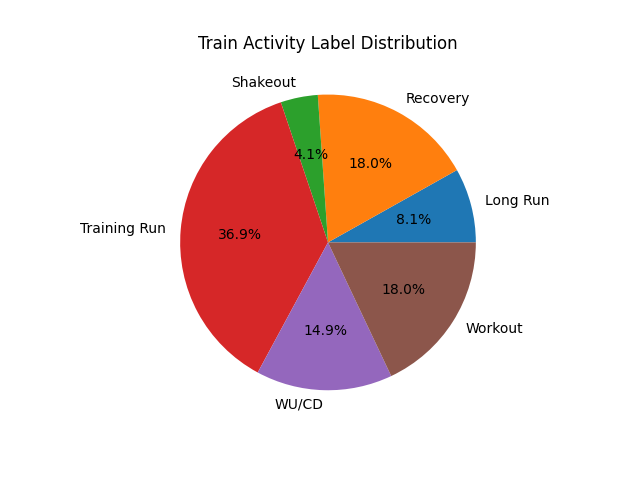 Train Activity Label Distribution
Shakeout
Recovery
4.1%
18.0%
Long Run
8.1%
Training Run
36.9%
18.0%
Workout
14.9%
WU/CD